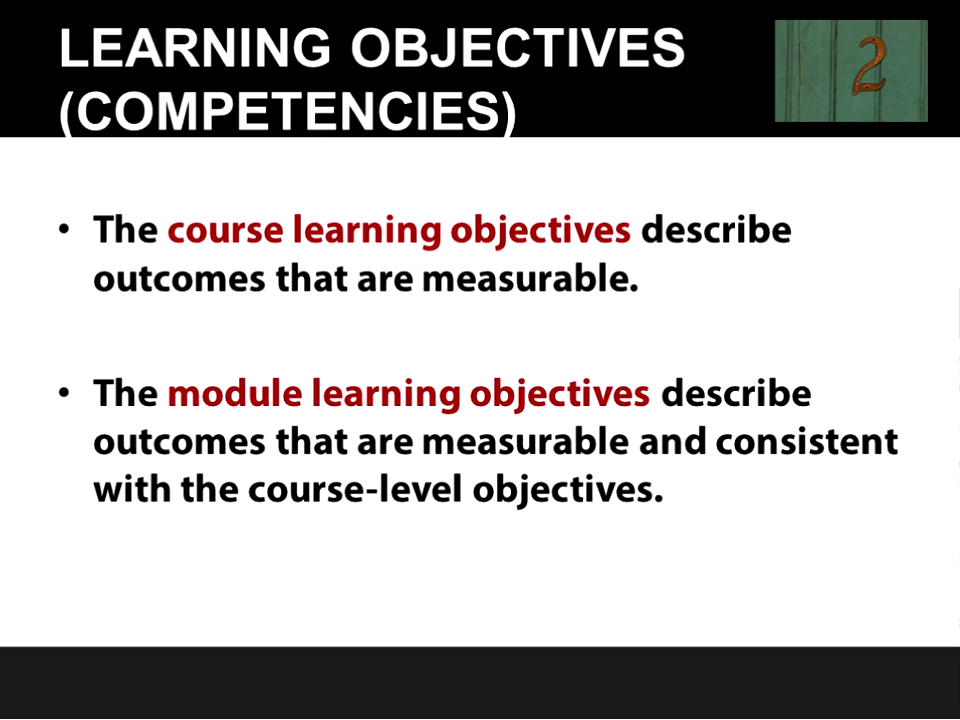 LEARNING OBJECTIVES
(COMPETENCIES)
2
• The course learning objectives describe
outcomes that are measurable.
• The module learning objectives describe
outcomes that are measurable and consistent
with the course-level objectives.